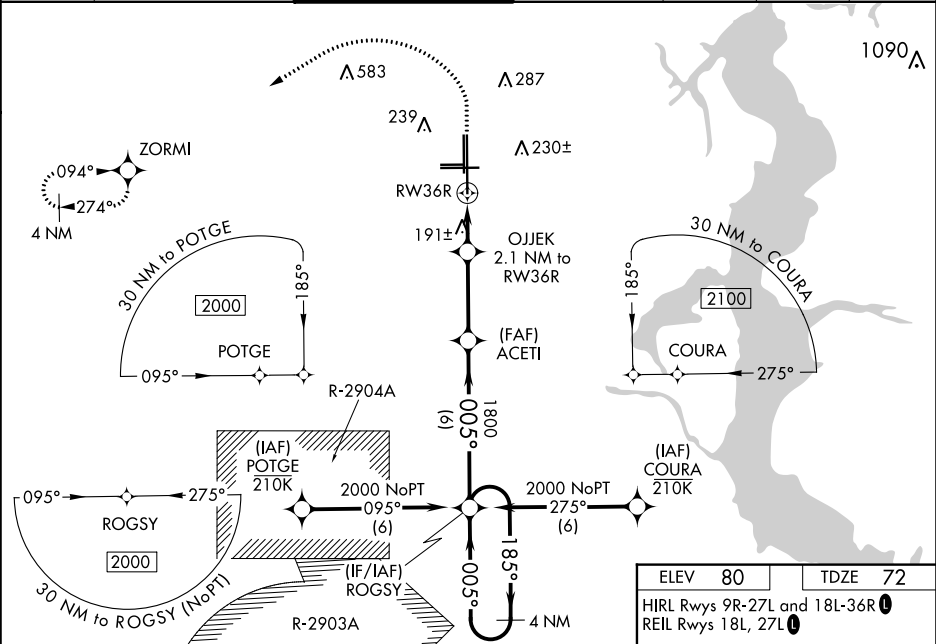 1090
583
287
239
230±
ZORMI
094°
274°
4 NM
RW36R
191±
OJJEK
2.1 NM to
RW36R
30 NM to POTGE
185°
2000
POTGE
095°
30 NM to COURA
185°
2100
COURA
275°
(FAF)
ACETI
R-2904A
1800
005°
(6)
(IAF)
POTGE
210K
2000 NoPT
095°
(6)
2000 NoPT
275°
(6)
(IAF)
COURA
210K
095°
275°
ROGSY
2000
30 NM to ROGSY (NoPT)
(IF/IAF)
ROGSY
005°
185°
4 NM
R-2903A
ELEV 80
TDZE 72
HIRL Rwys 9R-27L and 18L-36R L
REIL Rwys 18L, 27L L